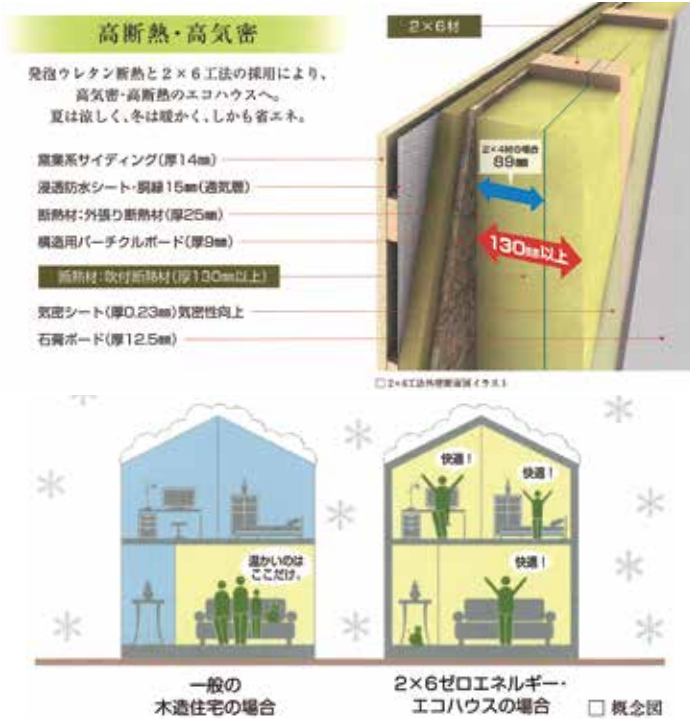 高断熱・高気密
発泡ウレタン断熱と2×6工法の採用により、
高気密・高断熱のエコハウスへ。
夏は涼しく、冬は暖かく、しかも省エネ。
窯業系サイディング(厚14㎜)
浸透防水シート・胴縁15㎜(通気層)
断熱材:外張り断熱材(厚25㎜)
構造用パーチクルボード(厚9㎜)
断熱材:吹付断熱材(厚130㎜以上)
気密シート(厚0.23㎜)気密性向上
石膏ボード(厚12.5㎜)
2×6材
2×4材の場合
89㎜
130㎜以上
□2×6工法外壁断面図イラスト
温かいのは
ここだけ。
快適！
快適！
快適！
一般の
木造住宅の場合
2×6ゼロエネルギー・
エコハウスの場合
□ 概念図